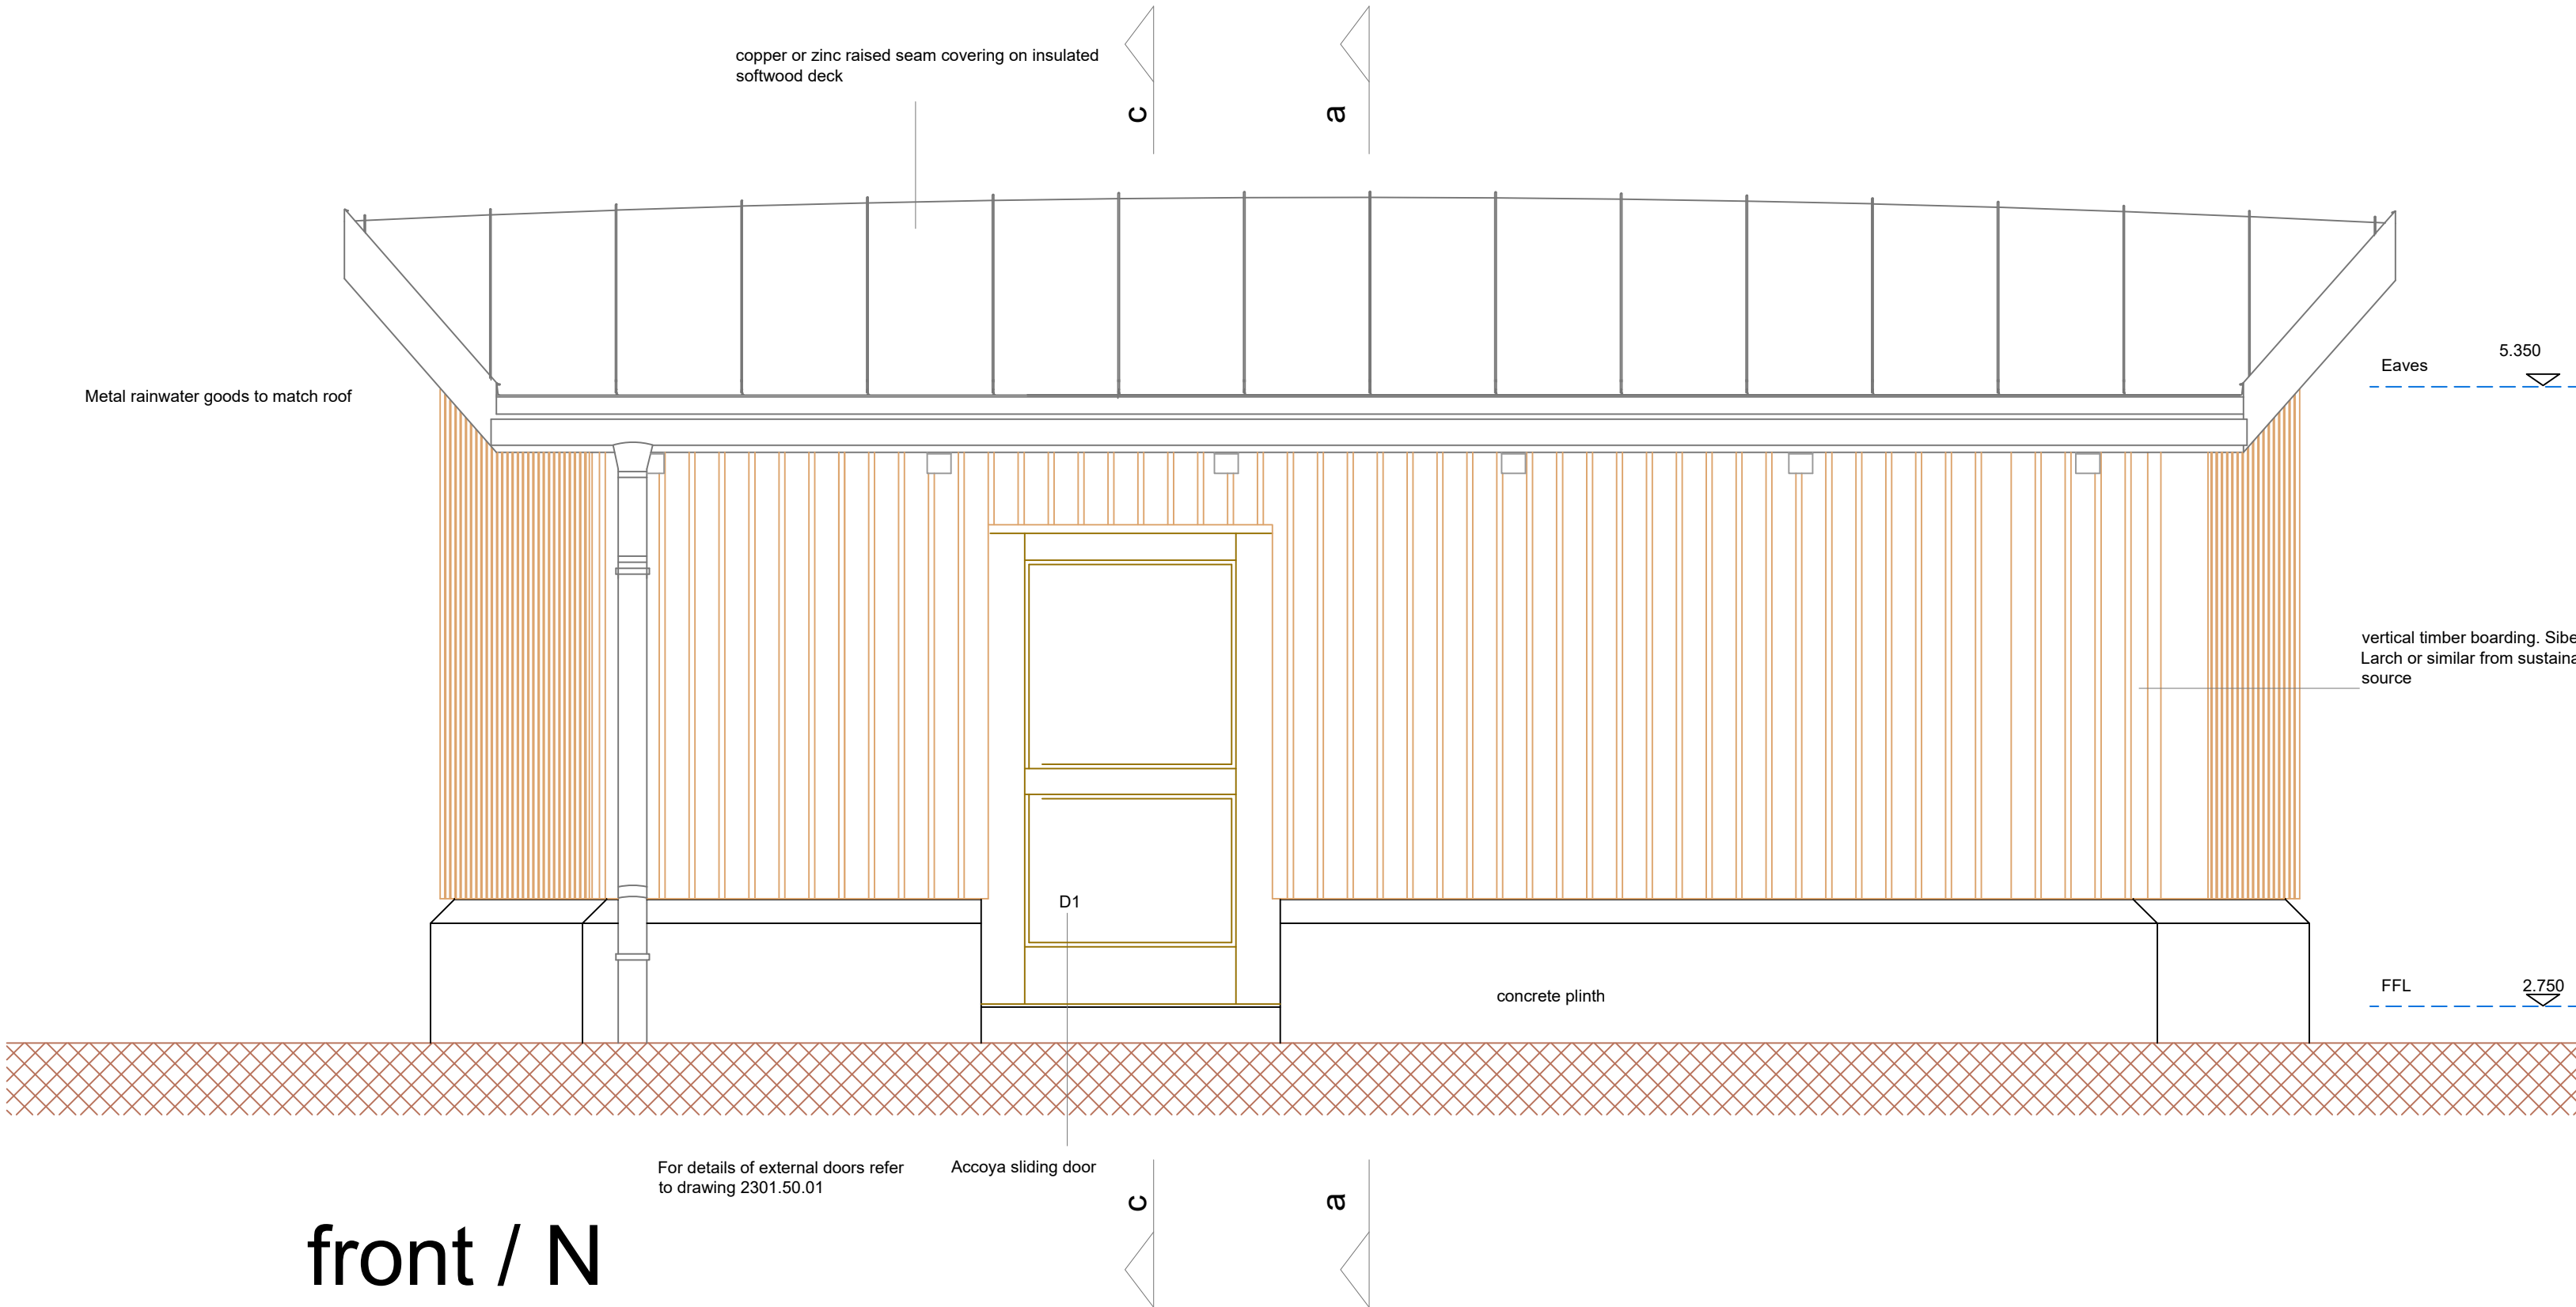 copper or zinc raised seam covering on insulated
softwood deck
c
a
Metal rainwater goods to match roof
5.350
Eaves
vertical timber boarding. Sibe
Larch or similar from sustaina
source
D1
FFL
2.750
concrete plinth
For details of external doors refer
to drawing 2301.50.01
Accoya sliding door
c
a
front / N